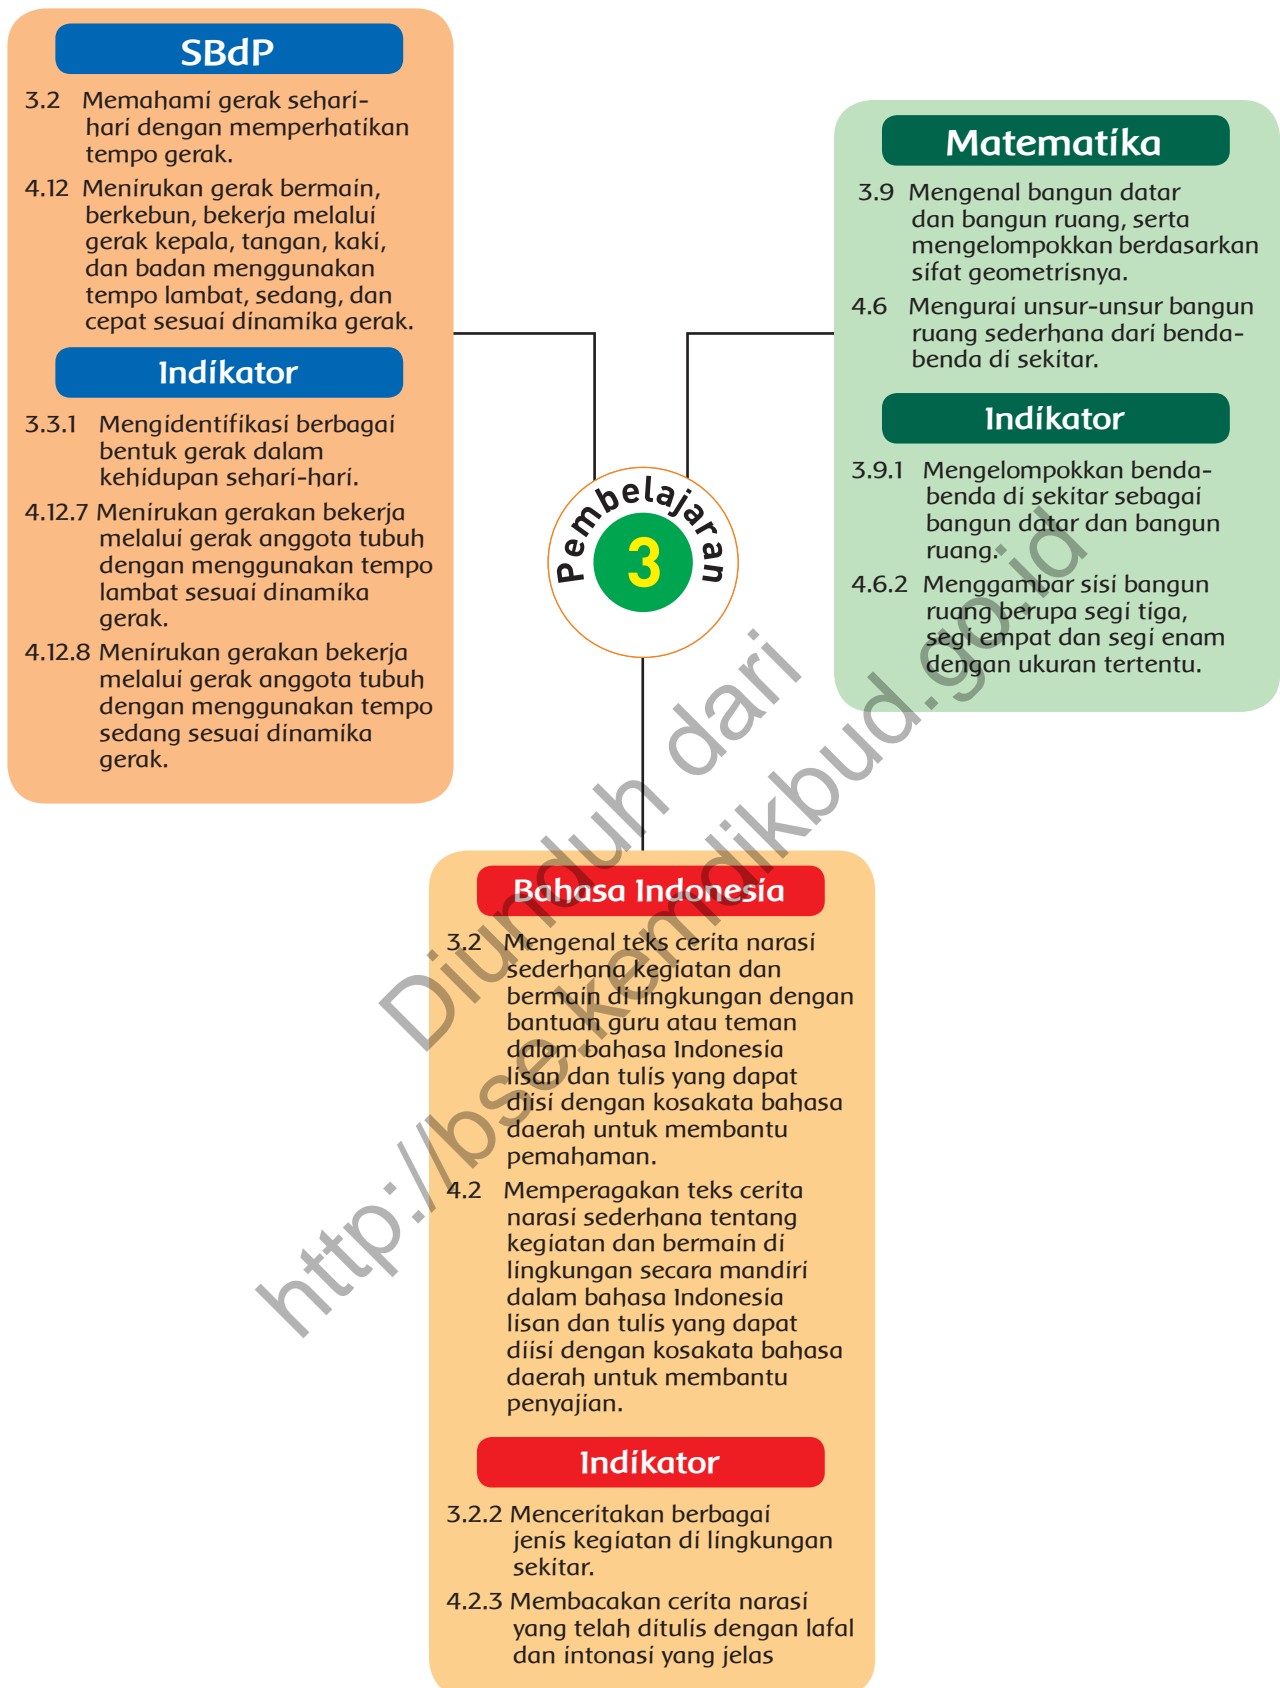 SBdP
3.2 Memahami gerak sehari-
hari dengan memperhatikan
tempo gerak.
4.12 Menirukan gerak bermain,
berkebun, bekerja melalui
gerak kepala, tangan, kaki,
dan badan menggunakan
tempo lambat, sedang, dan
cepat sesuai dinamika gerak.
Indikator
3.3.1 Mengidentifikasi berbagai
bentuk gerak dalam
kehidupan sehari-hari.
4.12.7 Menirukan gerakan bekerja
melalui gerak anggota tubuh
dengan menggunakan tempo
lambat sesuai dinamika
gerak.
4.12.8 Menirukan gerakan bekerja
melalui gerak anggota tubuh
dengan menggunakan tempo
sedang sesuai dinamika
gerak.
Matematika
3.9 Mengenal bangun datar
dan bangun ruang, serta
mengelompokkan berdasarkan
sifat geometrisnya.
4.6 Mengurai unsur-unsur bangun
ruang sederhana dari benda-
benda di sekitar.
Indikator
3.9.1 Mengelompokkan benda-
benda di sekitar sebagai
bangun datar dan bangun
ruang.
4.6.2 Menggambar sisi bangun
ruang berupa segi tiga,
segi empat dan segi enam
dengan ukuran tertentu.
Pembelajaran
3
Bahasa Indonesia
3.2 Mengenal teks cerita narasi
sederhana kegiatan dan
bermain di lingkungan dengan
bantuan guru atau teman
dalam bahasa Indonesia
lisan dan tulis yang dapat
diisi dengan kosakata bahasa
daerah untuk membantu
pemahaman.
4.2 Memperagakan teks cerita
narasi sederhana tentang
kegiatan dan bermain di
lingkungan secara mandiri
dalam bahasa Indonesia
lisan dan tulis yang dapat
diisi dengan kosakata bahasa
daerah untuk membantu
penyajian.
Indikator
3.2.2 Menceritakan berbagai
jenis kegiatan di lingkungan
sekitar.
4.2.3 Membacakan cerita narasi
yang telah ditulis dengan lafal
dan intonasi yang jelas
Diunduh dari
http://bse.kemdikbud.go.id